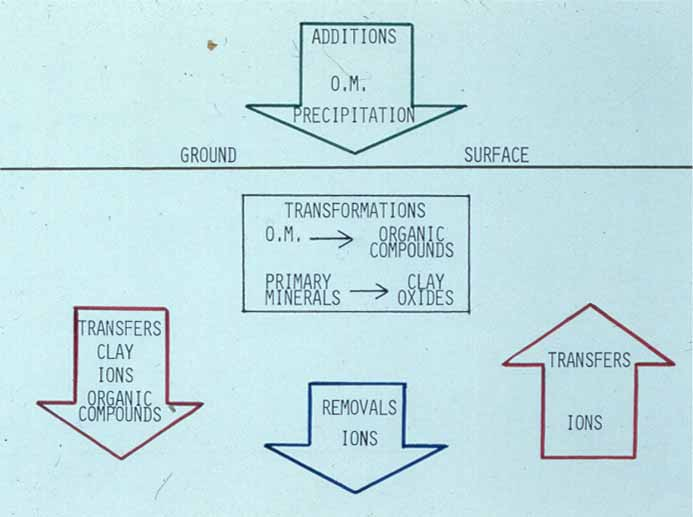 ADDITIONS
O.M.
PRECIPITATION
GROUND SURFACE
TRANSFORMATIONS
O.M. ORGANIC
COMPOUNDS
PRIMARY CLAY
MINERALS OXIDES
TRANSFERS
CLAY
IONS
ORGANIC
COMPOUNDS
REMOVALS
IONS
TRANSFERS
IONS